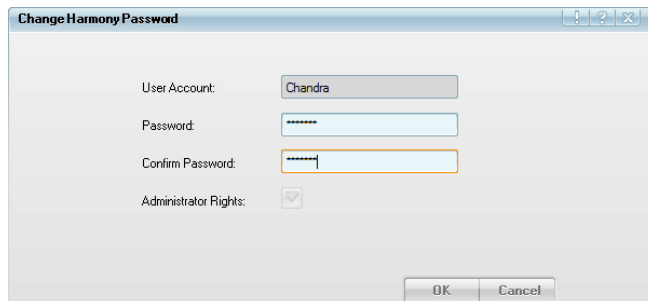 Change Harmony Password
User Account: Chandra
Password: *******
Confirm Password: *******
Administrator Rights:
OK Cancel